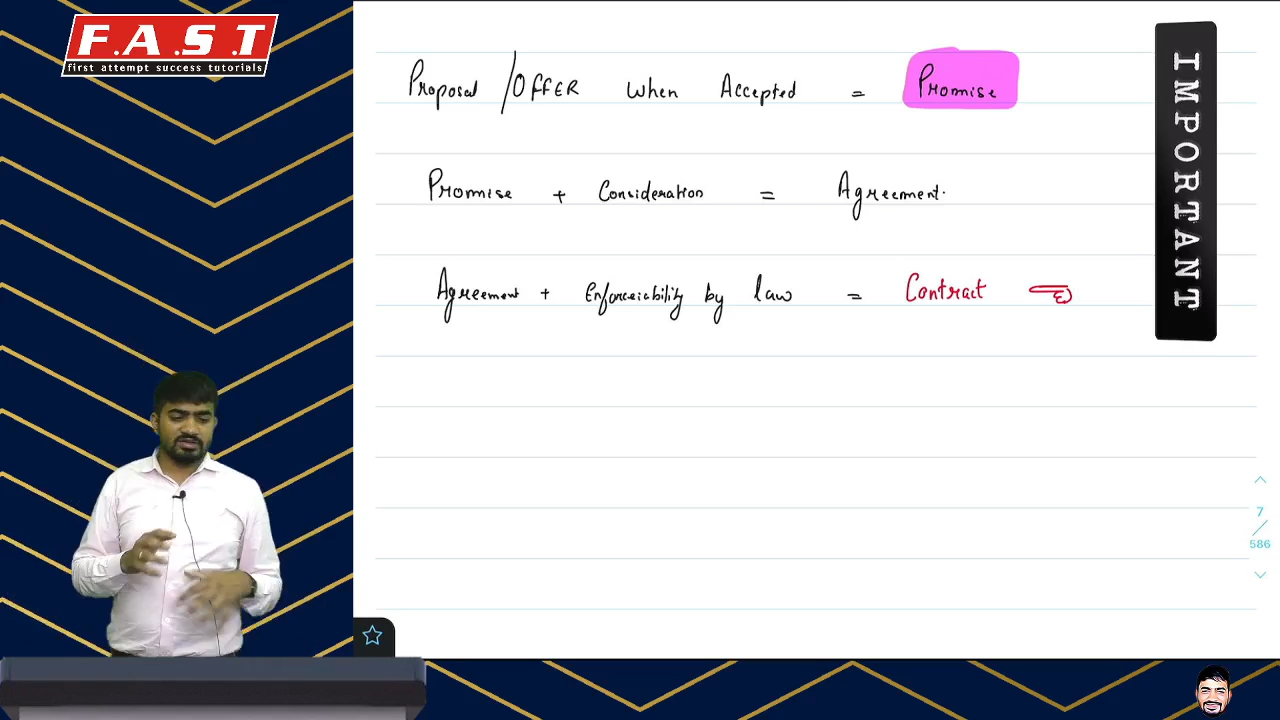 F.A.S.T
first attempt success tutorials
Proposal / OFFER When Accepted = Promise
Promise + Consideration = Agreement.
Agreement + Enforceability by law = Contract
IMPORTANT
7
/
586